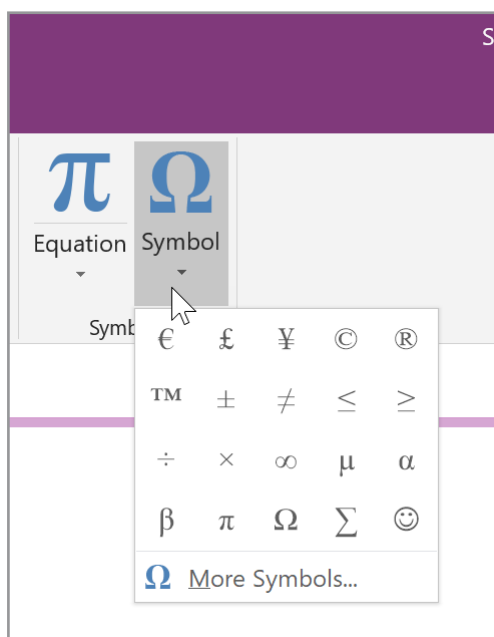 S
π Ω
Equation Symbol
Symb
€ £ ¥ © ®
™ ± ≠ ≤ ≥
÷ × ∞ μ α
β π Ω ∑ ☺
Ω More Symbols...